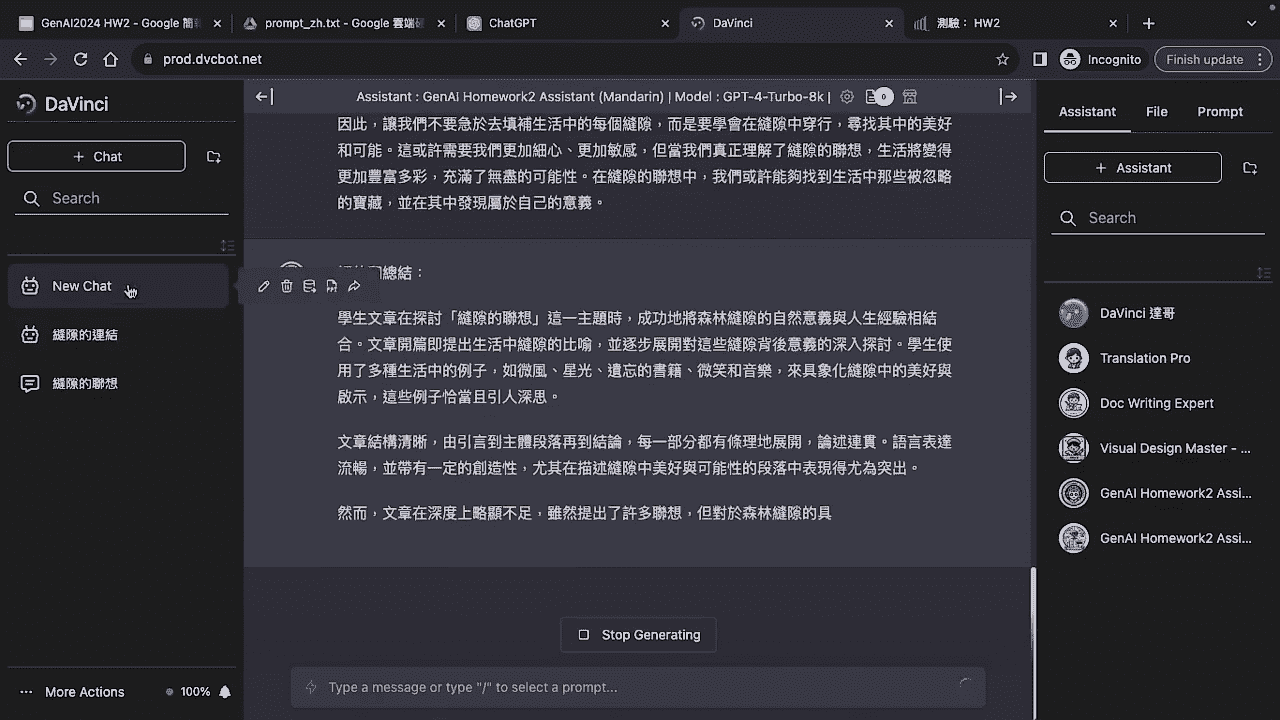 GenAI2024 HW2 - Google 簡
prompt_zh.txt - Google 雲端
ChatGPT
DaVinci
測驗： HW2
prod.dvcbot.net
Incognito
Finish update
DaVinci
Chat
Search
New Chat
縫隙的連結
縫隙的聯想
More Actions
100%
Assistant : GenAI Homework2 Assistant (Mandarin) | Model : GPT-4-Turbo-8k |
0
因此，讓我們不要急於去填補生活中的每個縫隙，而是要學會在縫隙中穿行，尋找其中的美好
和可能。這或許需要我們更加細心、更加敏感，但當我們真正理解了縫隙的聯想，生活將變得
更加豐富多彩，充滿了無盡的可能性。在縫隙的聯想中，我們或許能夠找到生活中那些被忽略
的寶藏，並在其中發現屬於自己的意義。
總結：
學生文章在探討「縫隙的聯想」這一主題時，成功地將森林縫隙的自然意義與人生經驗相結
合。文章開篇即提出生活中縫隙的比喻，並逐步展開對這些縫隙背後意義的深入探討。學生使
用了多種生活中的例子，如微風、星光、遺忘的書籍、微笑和音樂，來具象化縫隙中的美好與
啟示，這些例子恰當且引人深思。
文章結構清晰，由引言到主體段落再到結論，每一部分都有條理地展開，論述連貫。語言表達
流暢，並帶有一定的創造性，尤其在描述縫隙中美好與可能性的段落中表現得尤為突出。
然而，文章在深度上略顯不足，雖然提出了許多聯想，但對於森林縫隙的具
Stop Generating
Type a message or type "/" to select a prompt...
Assistant
File
Prompt
Assistant
Search
DaVinci 達哥
Translation Pro
Doc Writing Expert
Visual Design Master - ...
GenAI Homework2 Assi...
GenAI Homework2 Assi...